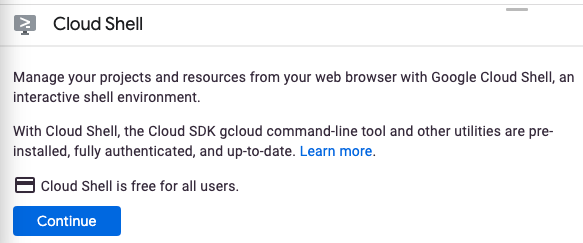 Cloud Shell
Manage your projects and resources from your web browser with Google Cloud Shell, an
interactive shell environment.
With Cloud Shell, the Cloud SDK gcloud command-line tool and other utilities are pre-
installed, fully authenticated, and up-to-date. Learn more.
Cloud Shell is free for all users.
Continue